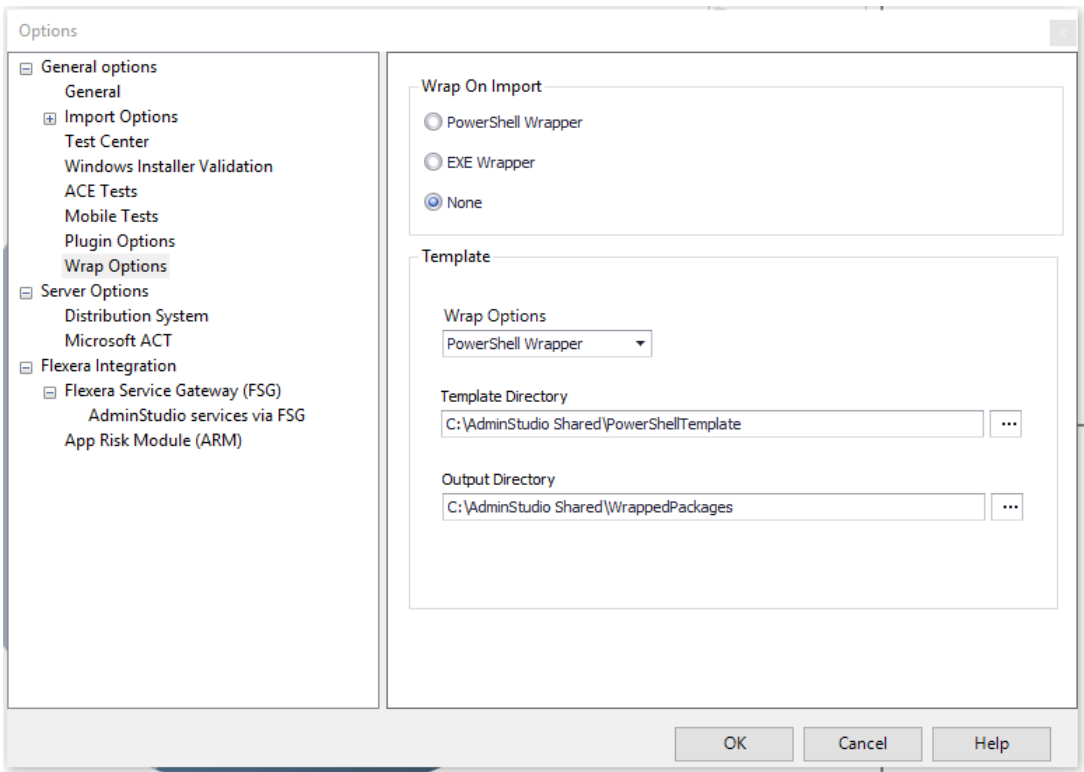 Options
General options
General
Import Options
Test Center
Windows Installer Validation
ACE Tests
Mobile Tests
Plugin Options
Wrap Options
Server Options
Distribution System
Microsoft ACT
Flexera Integration
Flexera Service Gateway (FSG)
AdminStudio services via FSG
App Risk Module (ARM)
Wrap On Import
PowerShell Wrapper
EXE Wrapper
None
Template
Wrap Options
PowerShell Wrapper
Template Directory
C:\AdminStudio Shared\PowerShellTemplate
...
Output Directory
C:\AdminStudio Shared\WrappedPackages
...
OK Cancel Help